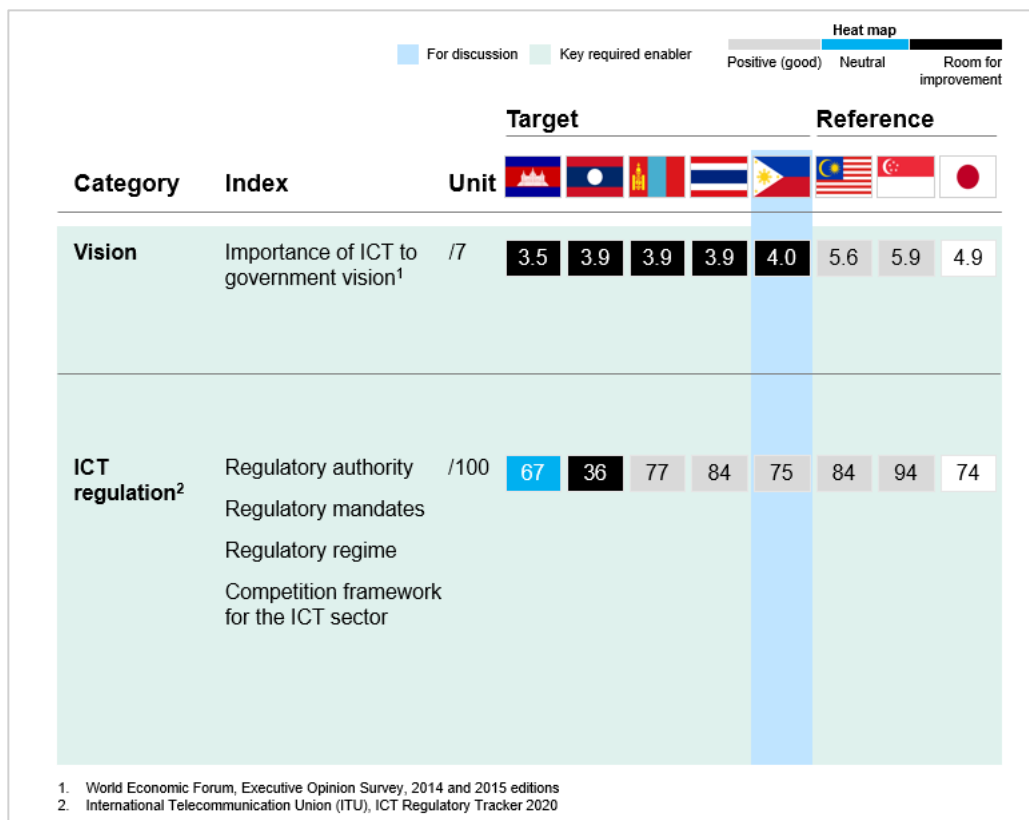 Heat map
For discussion
Key required enabler
Positive (good)
Neutral
Room for
improvement
Target
Reference
Category
Index
Unit
Vision
Importance of ICT to
government vision1
/7
3.5 3.9 3.9 3.9 4.0 5.6 5.9 4.9
ICT
regulation2
Regulatory authority
/100
67 36 77 84 75 84 94 74
Regulatory mandates
Regulatory regime
Competition framework
for the ICT sector
1. World Economic Forum, Executive Opinion Survey, 2014 and 2015 editions
2. International Telecommunication Union (ITU), ICT Regulatory Tracker 2020